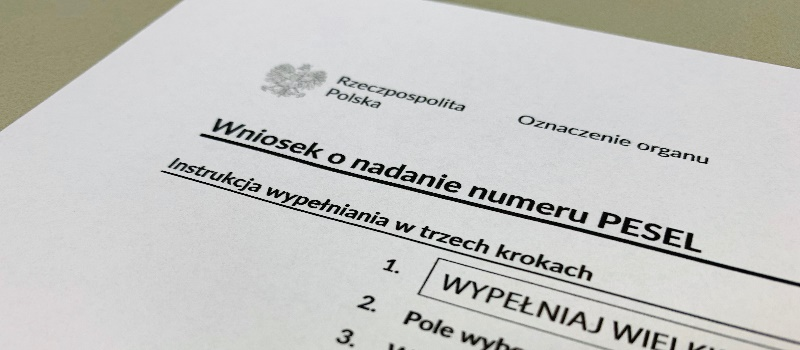 Rzeczpospolita
Polska
Oznaczenie organu
Wniosek o nadanie numeru PESEL
Instrukcja wypełniania w trzech krokach
1. WYPEŁNIAJ
2. Pole
3.